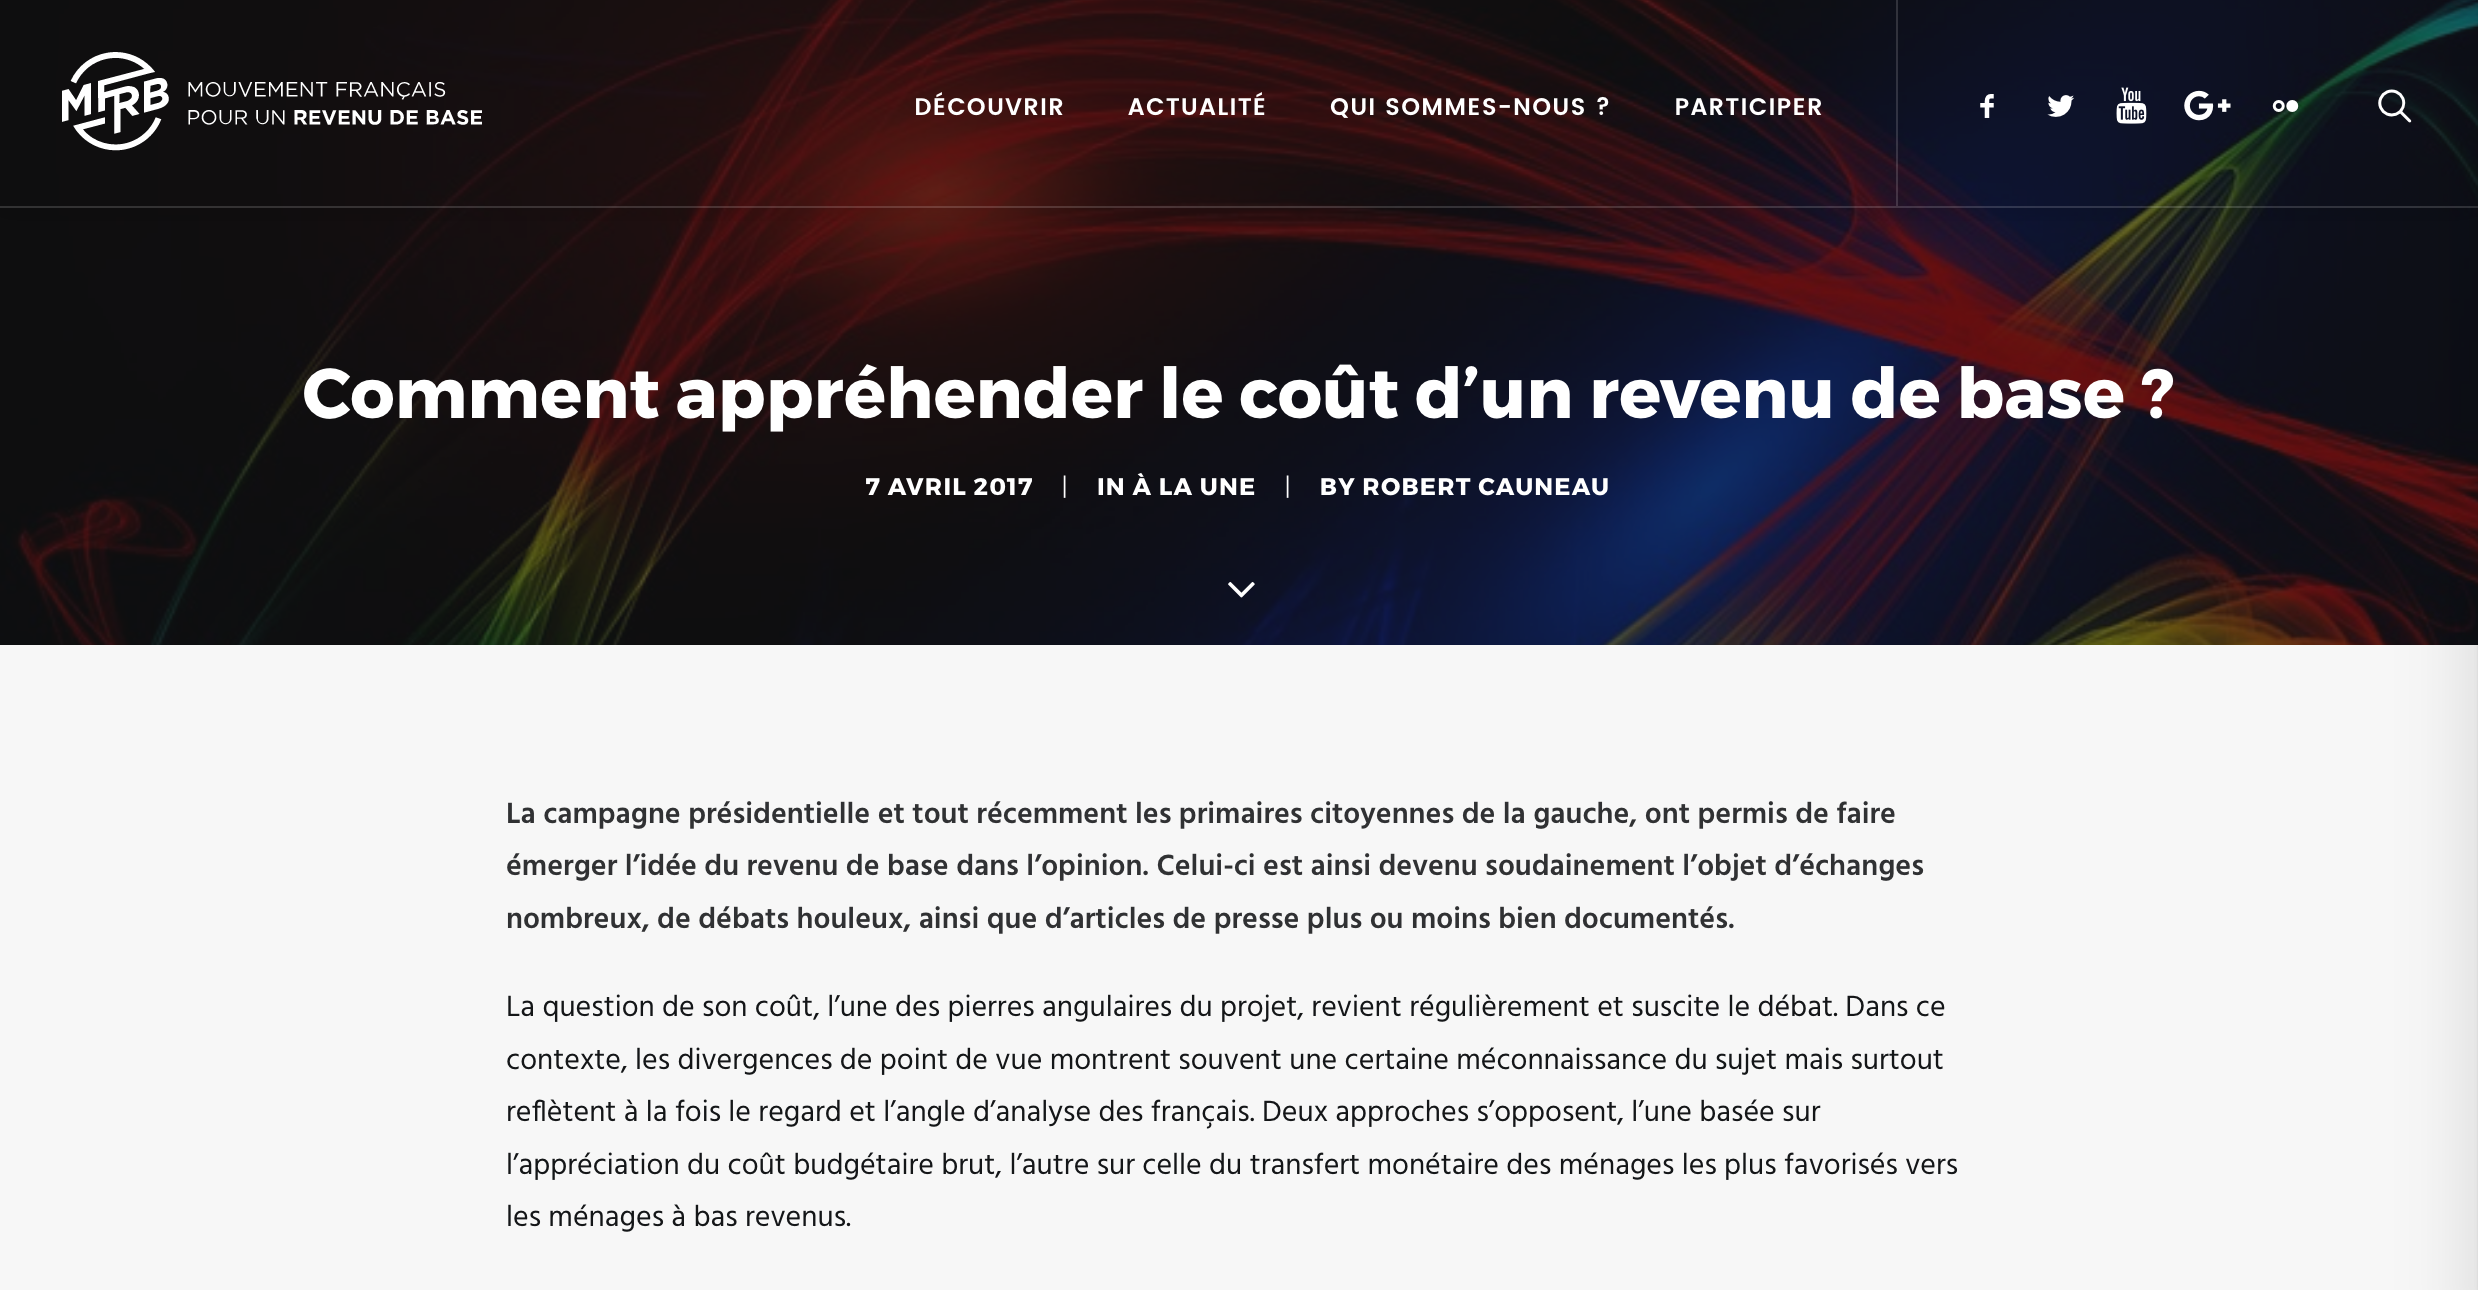 MFRB
MOUVEMENT FRANÇAIS
POUR UN REVENU DE BASE
DÉCOUVRIR
ACTUALITÉ
QUI SOMMES-NOUS ?
PARTICIPER
You
Tube
G+
Comment appréhender le coût d’un revenu de base ?
7 AVRIL 2017 | IN À LA UNE | BY ROBERT CAUNEAU
La campagne présidentielle et tout récemment les primaires citoyennes de la gauche, ont permis de faire
émerger l’idée du revenu de base dans l’opinion. Celui-ci est ainsi devenu soudainement l’objet d’échanges
nombreux, de débats houleux, ainsi que d’articles de presse plus ou moins bien documentés.
La question de son coût, l’une des pierres angulaires du projet, revient régulièrement et suscite le débat. Dans ce
contexte, les divergences de point de vue montrent souvent une certaine méconnaissance du sujet mais surtout
reflètent à la fois le regard et l’angle d’analyse des français. Deux approches s’opposent, l’une basée sur
l’appréciation du coût budgétaire brut, l’autre sur celle du transfert monétaire des ménages les plus favorisés vers
les ménages à bas revenus.